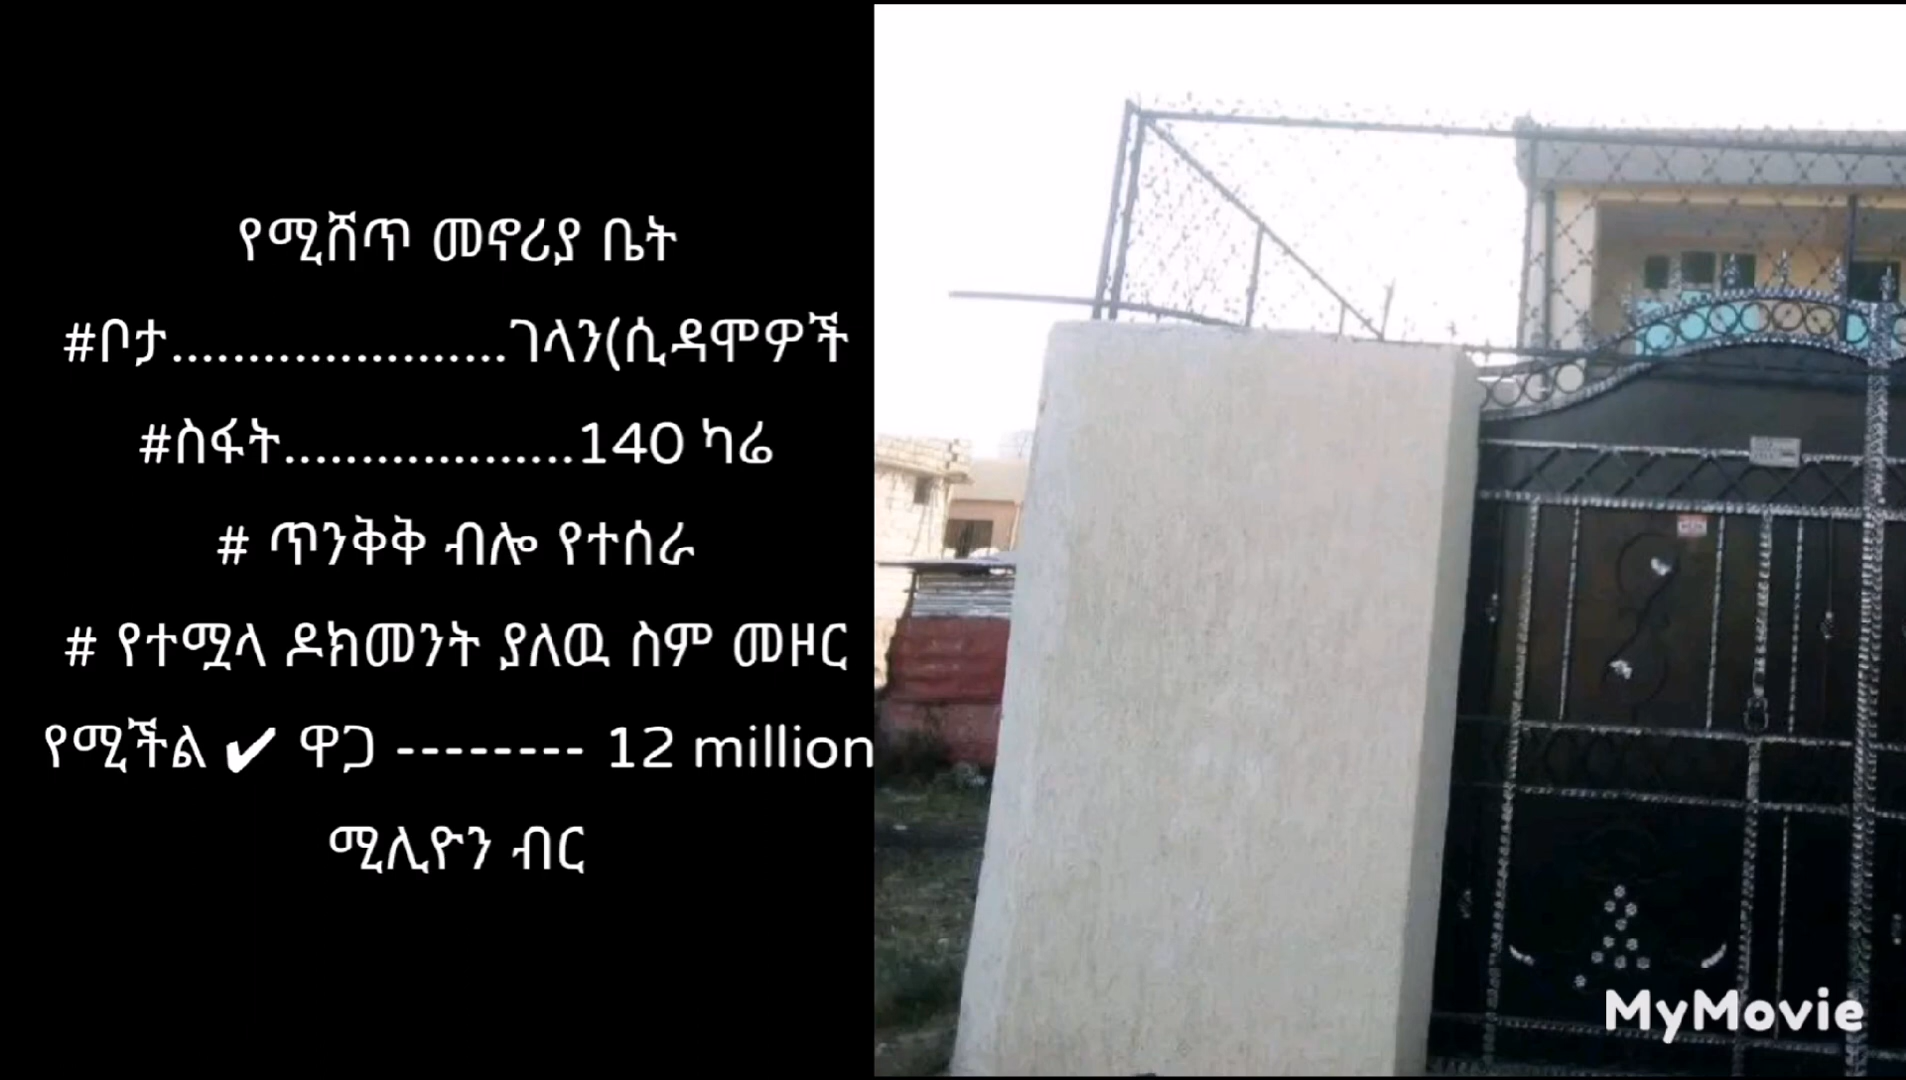 የሚሸጥ መኖሪያ ቤት
#ቦታ......................ገላን(ሲዳሞዎች
#ስፋት...................140 ካሬ
# ጥንቅቅ ብሎ የተሰራ
# የተሟላ ዶክመንት ያለዉ ስም መዞር
የሚችል ✔ ዋጋ -------- 12 million
ሚሊዮን ብር
MyMovie